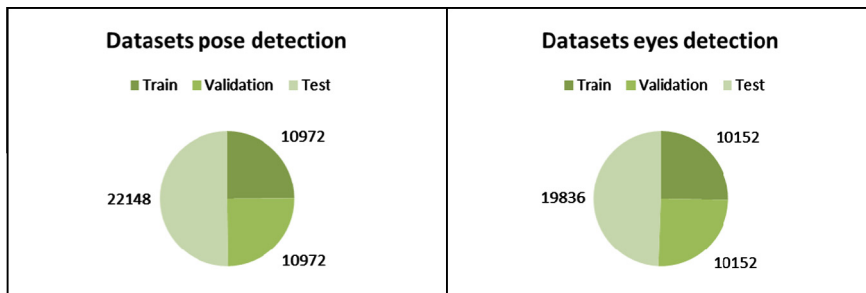 Datasets pose detection
Train Validation Test
10972
22148
10972
Datasets eyes detection
Train Validation Test
10152
19836
10152